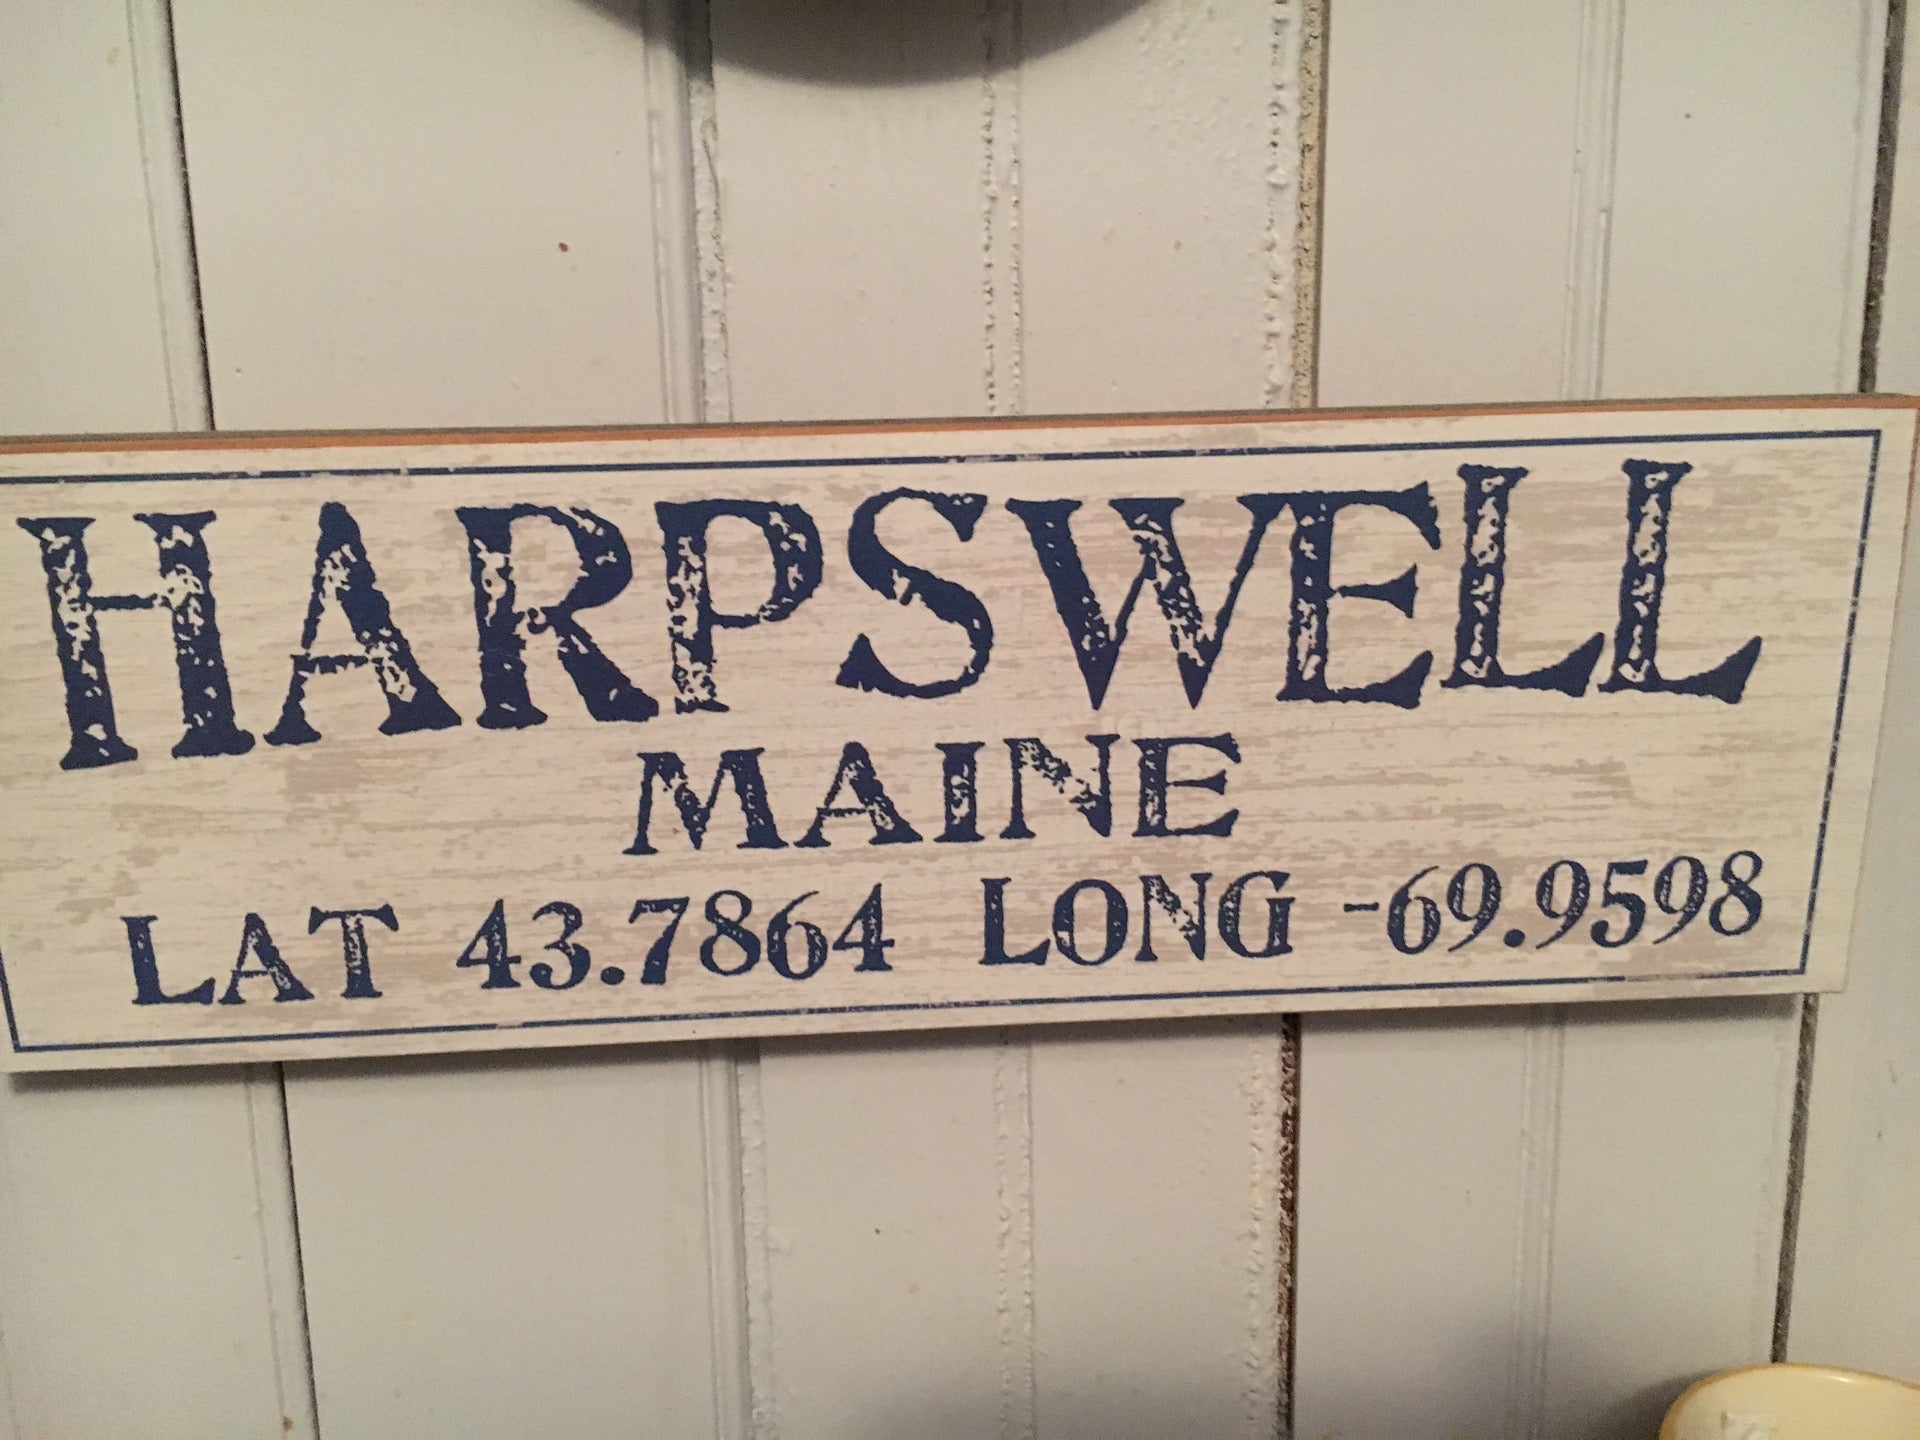 HARPSWELL
MAINE
LAT 43.7864 LONG -69.9598